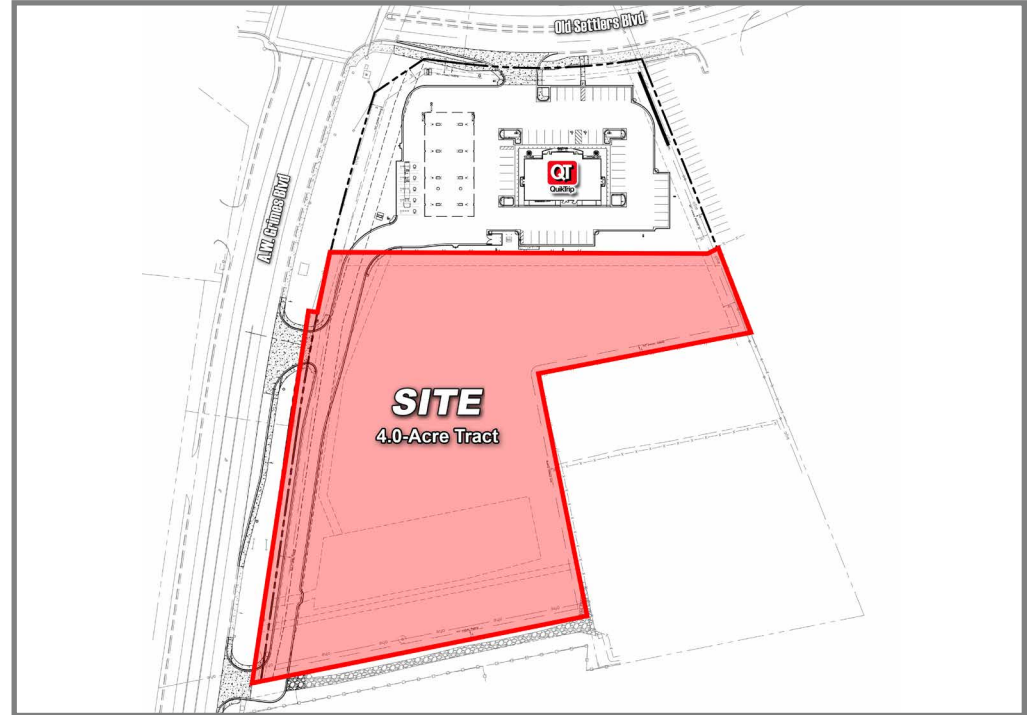 Old Settlers Blvd
A.W. Grimes Blvd
QT
QuikTrip
SITE
4.0-Acre Tract